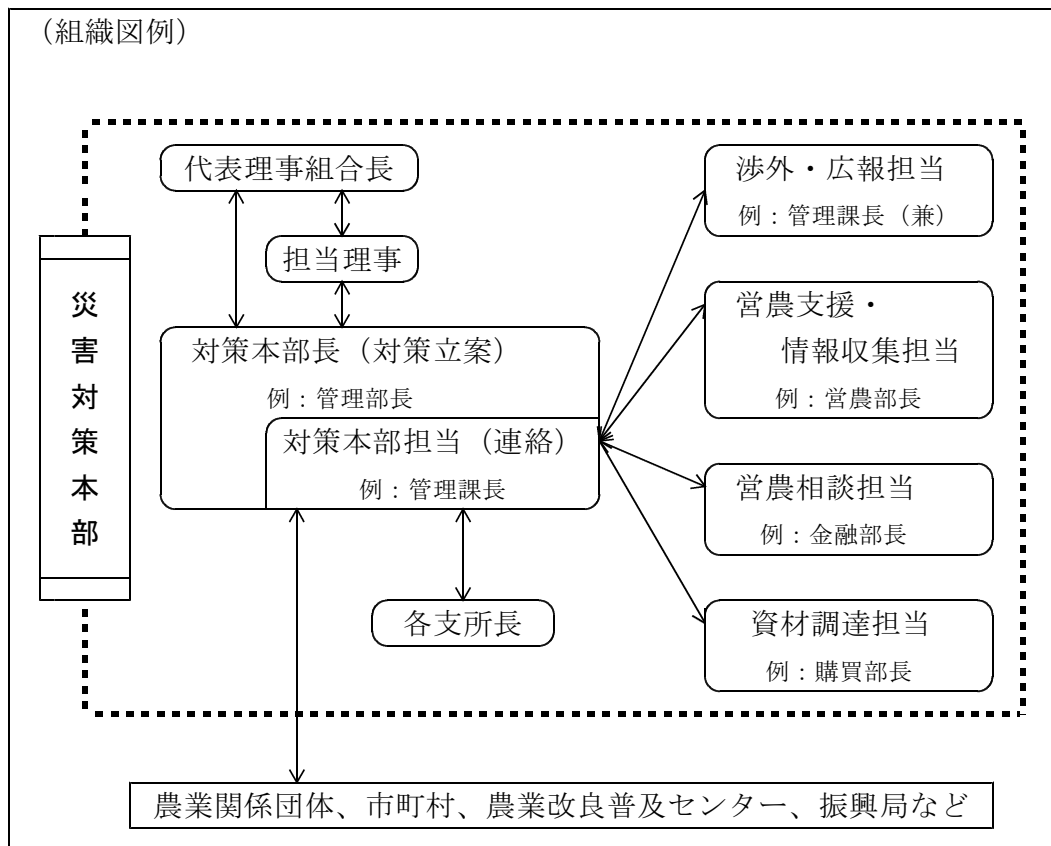 （組織図例）
災害対策本部
代表理事組合長
担当理事
対策本部長（対策立案）
例：管理部長
対策本部担当（連絡）
例：管理課長
各支所長
渉外・広報担当
例：管理課長（兼）
営農支援・
情報収集担当
例：営農部長
営農相談担当
例：金融部長
資材調達担当
例：購買部長
農業関係団体、市町村、農業改良普及センター、振興局など